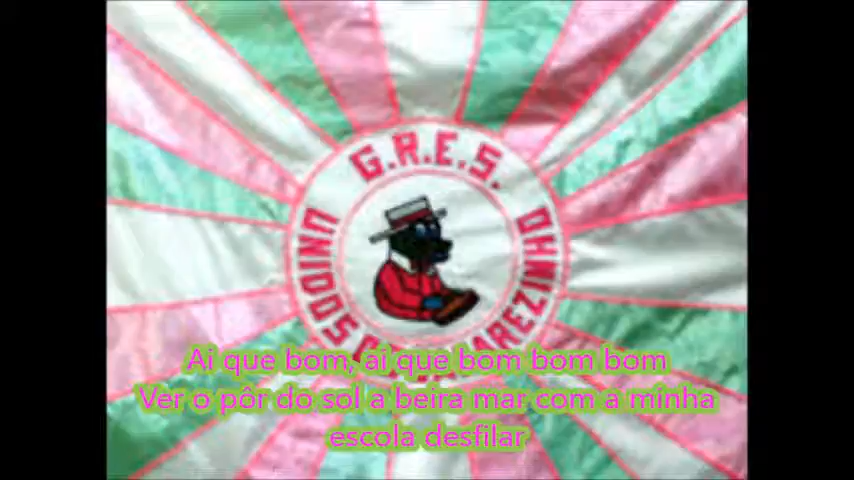 G.R.E.S.
UNIDOS
Ai que bom, ai que bom bom bom
Ver o pôr do sol a beira mar com a minha
escola desfilar